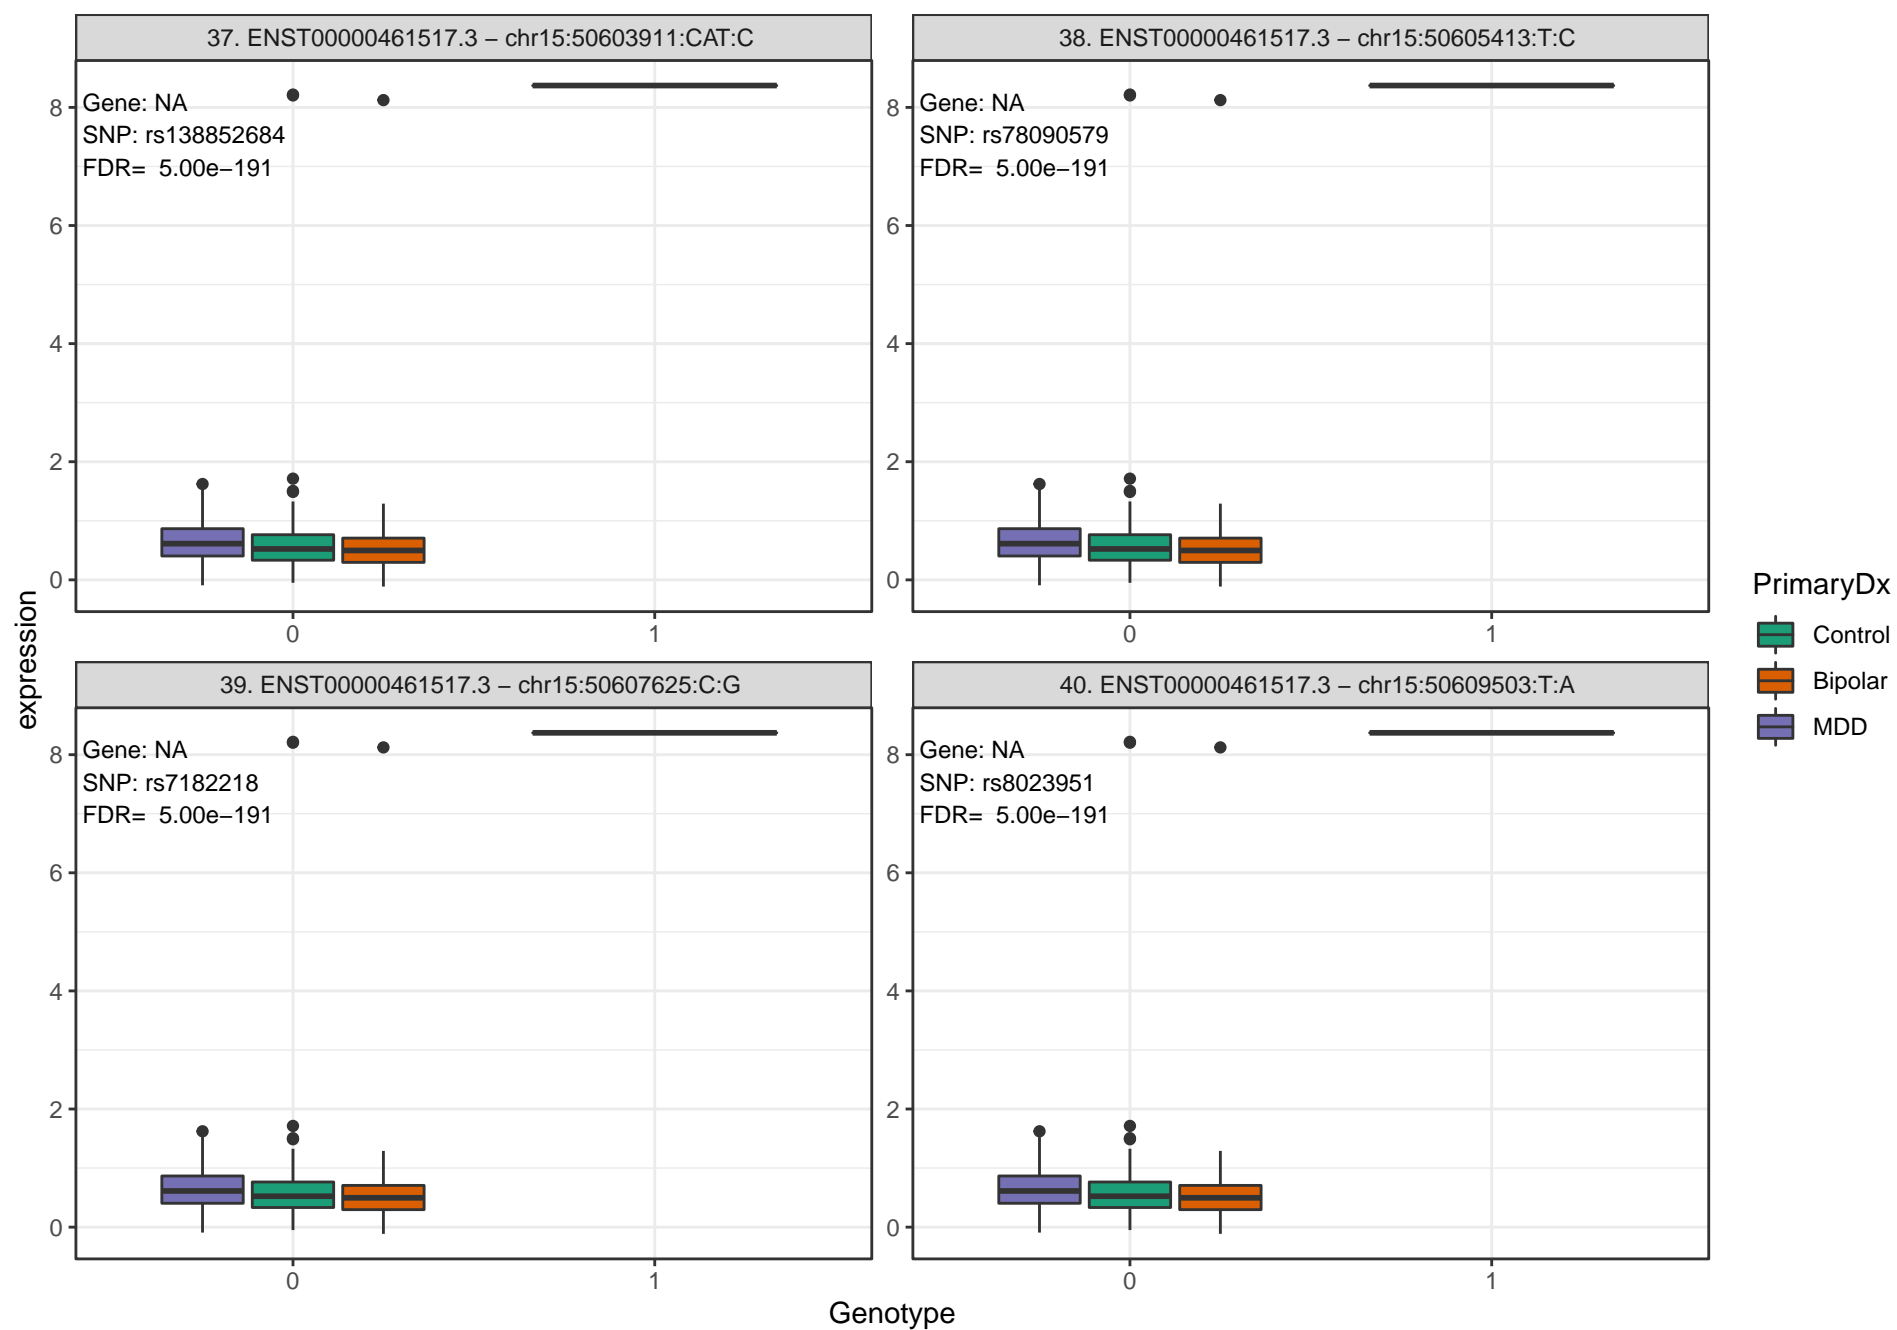 37. ENST00000461517.3 – chr15:50603911:CAT:C
38. ENST00000461517.3 – chr15:50605413:T:C
Gene: NA
SNP: rs138852684
FDR=  5.00e−191
8
6
4
2
0
0
1
Gene: NA
SNP: rs78090579
FDR=  5.00e−191
8
6
4
2
0
0
1
39. ENST00000461517.3 – chr15:50607625:C:G
40. ENST00000461517.3 – chr15:50609503:T:A
Gene: NA
SNP: rs7182218
FDR=  5.00e−191
8
6
4
2
0
0
1
Gene: NA
SNP: rs8023951
FDR=  5.00e−191
8
6
4
2
0
0
1
expression
Genotype
PrimaryDx
Control
Bipolar
MDD